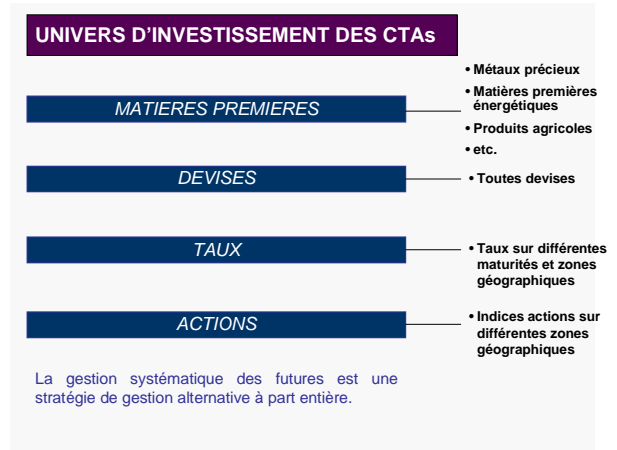 UNIVERS D'INVESTISSEMENT DES CTAs
MATIERES PREMIERES
• Métaux précieux
• Matières premières
énergétiques
• Produits agricoles
• etc.
DEVISES
• Toutes devises
TAUX
• Taux sur différentes
maturités et zones
géographiques
ACTIONS
• Indices actions sur
différentes zones
géographiques
La gestion systématique des futures est une
stratégie de gestion alternative à part entière.